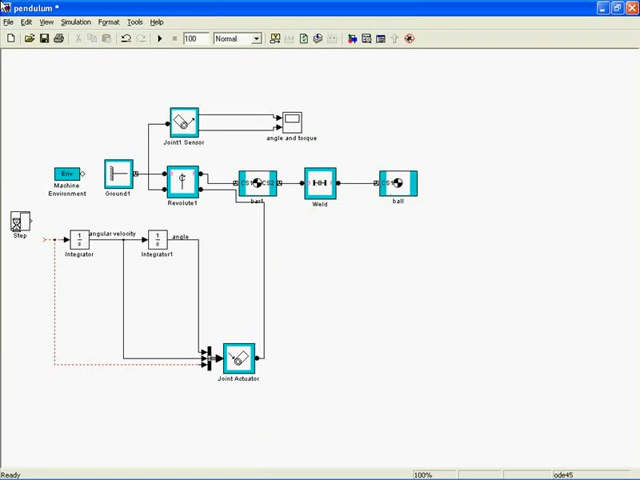 pendulum *
File Edit View Simulation Format Tools Help
100 Normal
Joint1 Sensor
angle and torque
Env
Machine
Environment
Ground1
Revolute1
CS1 CS2
bar1
Weld
CS1
ball
Step
1
s
Integrator
angular velocity
1
s
Integrator1
angle
Joint Actuator
Ready 100% ode45